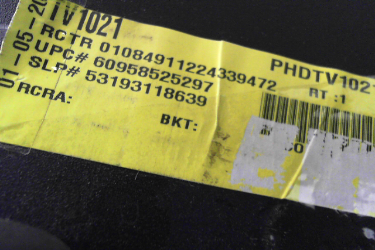 TV1021
PHDTV1021
01 - 05 - 20
RCTR 01084911224339472
RT :1
UPC# 60958525297
SLP# 53193118639
RCRA:
BKT: